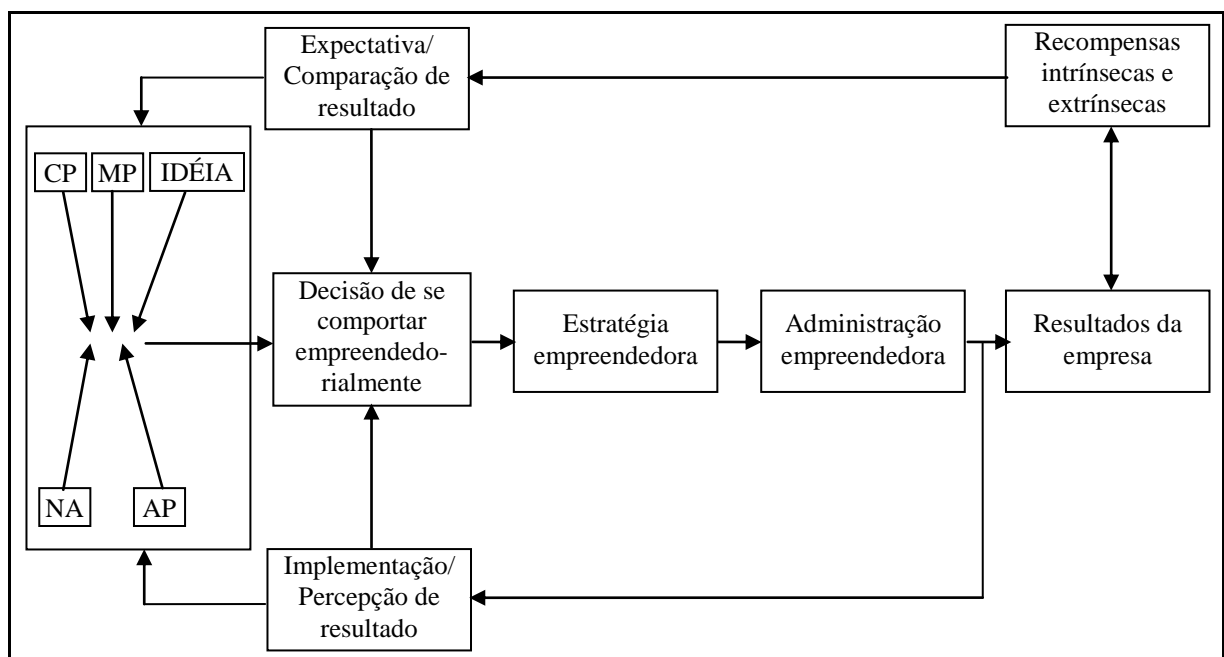 Expectativa/
Comparação de
resultado
Recompensas
intrínsecas e
extrínsecas
CP
MP
IDÉIA
Decisão de se
comportar
empreendedo-
rialmente
Estratégia
empreendedora
Administração
empreendedora
Resultados da
empresa
NA
AP
Implementação/
Percepção de
resultado